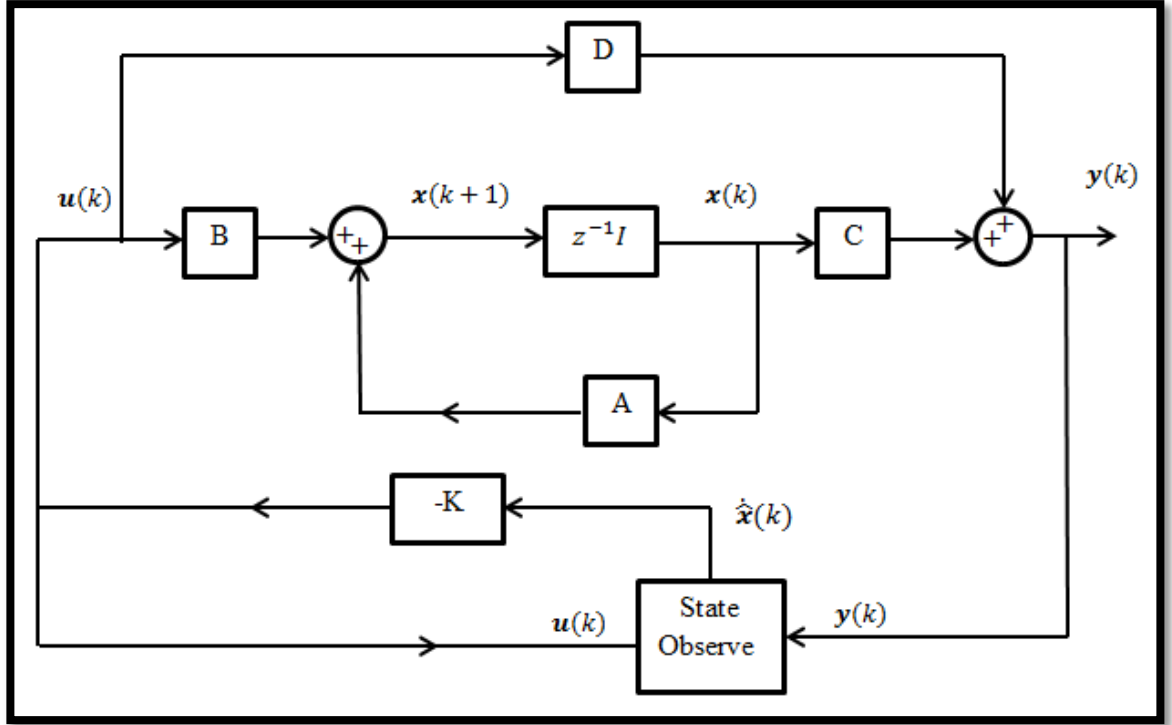 D
𝒖(k)
B
+
+
𝒙(k + 1)
z⁻¹I
𝒙(k)
C
+
+
𝒚(k)
A
-K
𝒙̂̇(k)
State
Observe
𝒖(k)
𝒚(k)